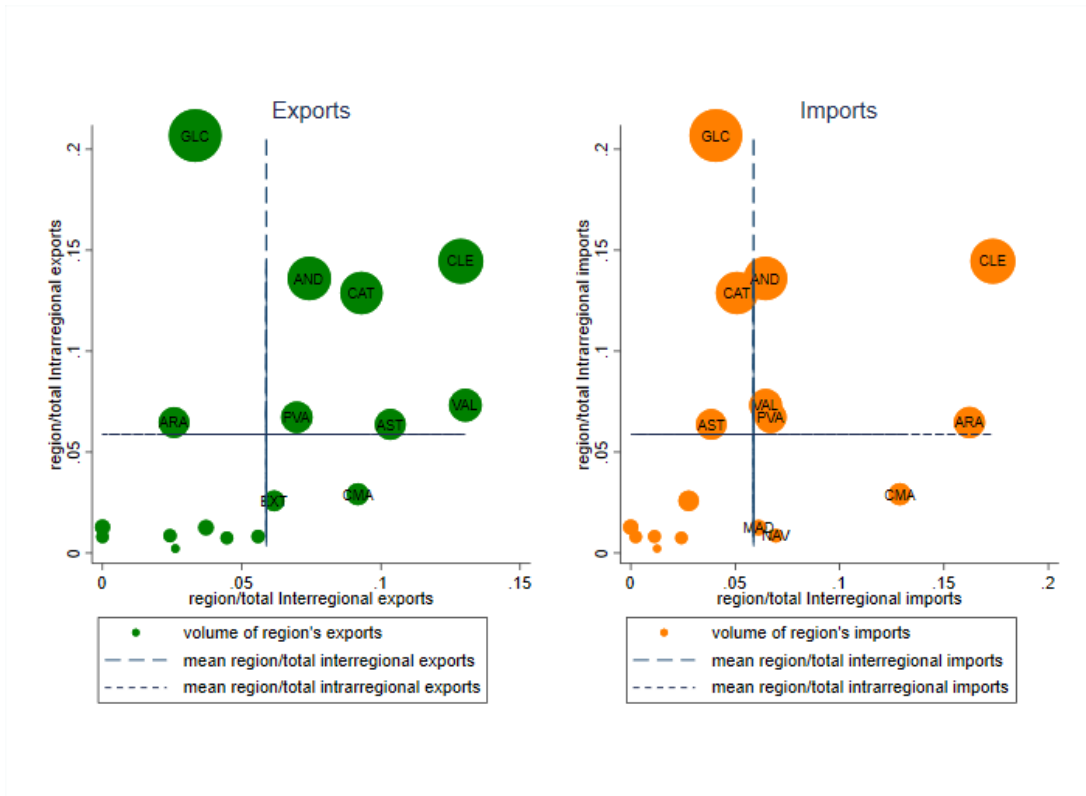 Exports
GLC
CLE
AND
CAT
VAL
PVA
AST
ARA
EXT
CMA
.2
.15
.1
.05
0
region/total Intrarregional exports
0
.05
.1
.15
region/total Interregional exports
volume of region's exports
mean region/total interregional exports
mean region/total intrarregional exports
Imports
GLC
CLE
AND
CAT
VAL
PVA
AST
ARA
CMA
MAD
NAV
.2
.15
.1
.05
0
region/total Intrarregional imports
0
.05
.1
.15
.2
region/total Interregional imports
volume of region's imports
mean region/total interregional imports
mean region/total intrarregional imports